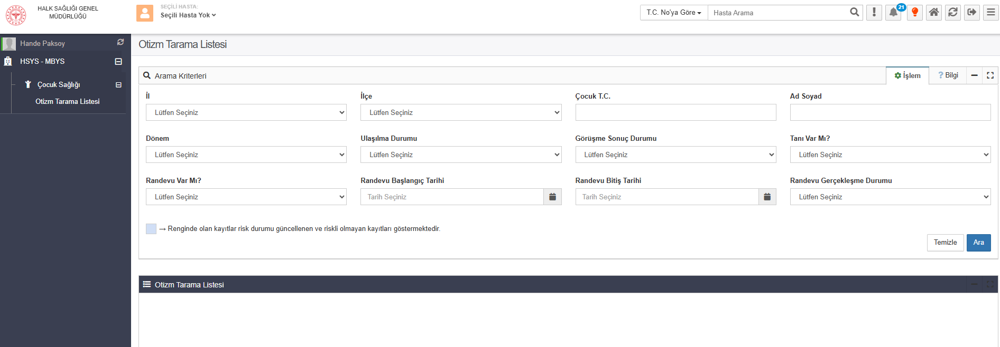 HALK SAĞLIĞI GENEL
MÜDÜRLÜĞÜ
SEÇİLİ HASTA:
Seçili Hasta Yok
T.C. No'ya Göre
Hasta Arama
21
Hande Paksoy
HSYS - MBYS
Çocuk Sağlığı
Otizm Tarama Listesi
Otizm Tarama Listesi
Arama Kriterleri
İşlem
? Bilgi
İl
İlçe
Çocuk T.C.
Ad Soyad
Lütfen Seçiniz
Lütfen Seçiniz
Dönem
Ulaşılma Durumu
Görüşme Sonuç Durumu
Tanı Var Mı?
Lütfen Seçiniz
Lütfen Seçiniz
Lütfen Seçiniz
Lütfen Seçiniz
Randevu Var Mı?
Randevu Başlangıç Tarihi
Randevu Bitiş Tarihi
Randevu Gerçekleşme Durumu
Lütfen Seçiniz
Tarih Seçiniz
Tarih Seçiniz
Lütfen Seçiniz
→ Renginde olan kayıtlar risk durumu güncellenen ve riskli olmayan kayıtları göstermektedir.
Temizle
Ara
Otizm Tarama Listesi